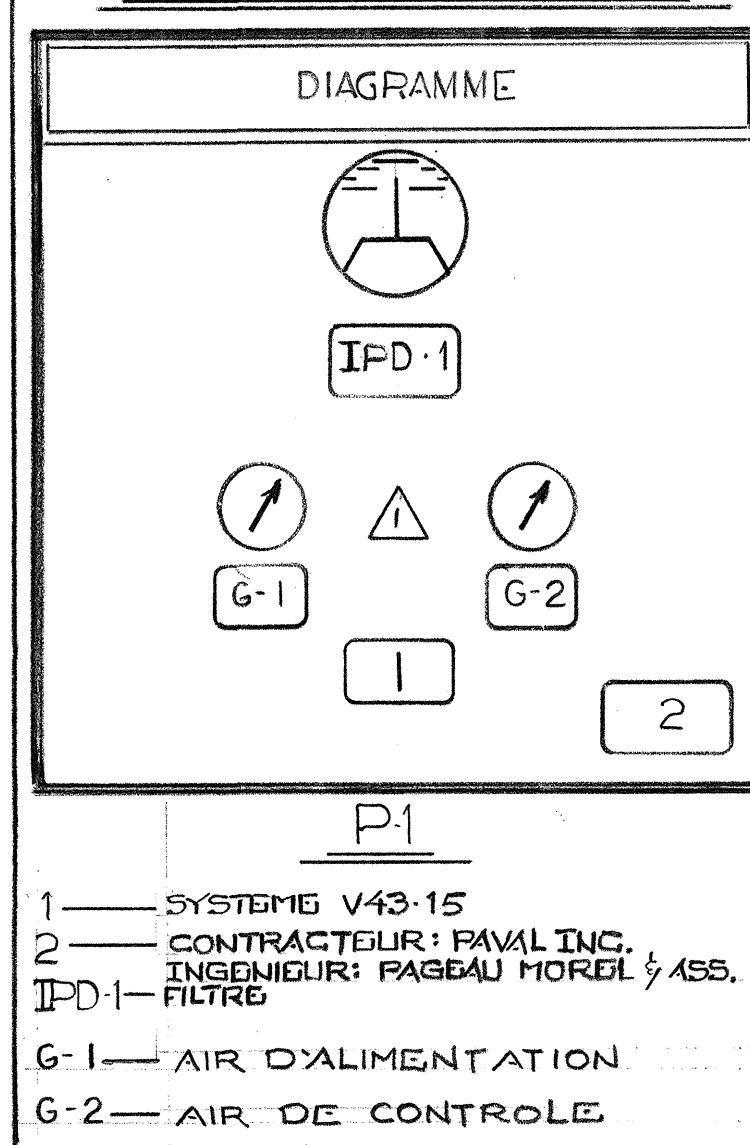 DIAGRAMME
IPD-1
1
G-1
G-2
1
2
P-1
1 — SYSTEME V43-15
2 — CONTRACTEUR: PAVAL INC.
INGENIEUR: PAGEAU MOREL & ASS.
IPD-1 — FILTRE
G-1 — AIR D'ALIMENTATION
G-2 — AIR DE CONTROLE